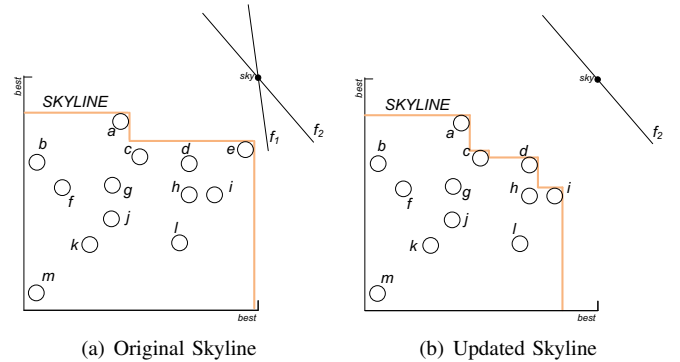 best
sky
SKYLINE
a
f1
f2
b
c
d
e
f
g
h
i
j
k
l
m
best
(a) Original Skyline
best
sky
SKYLINE
a
f2
b
c
d
f
g
h
i
j
k
l
m
best
(b) Updated Skyline